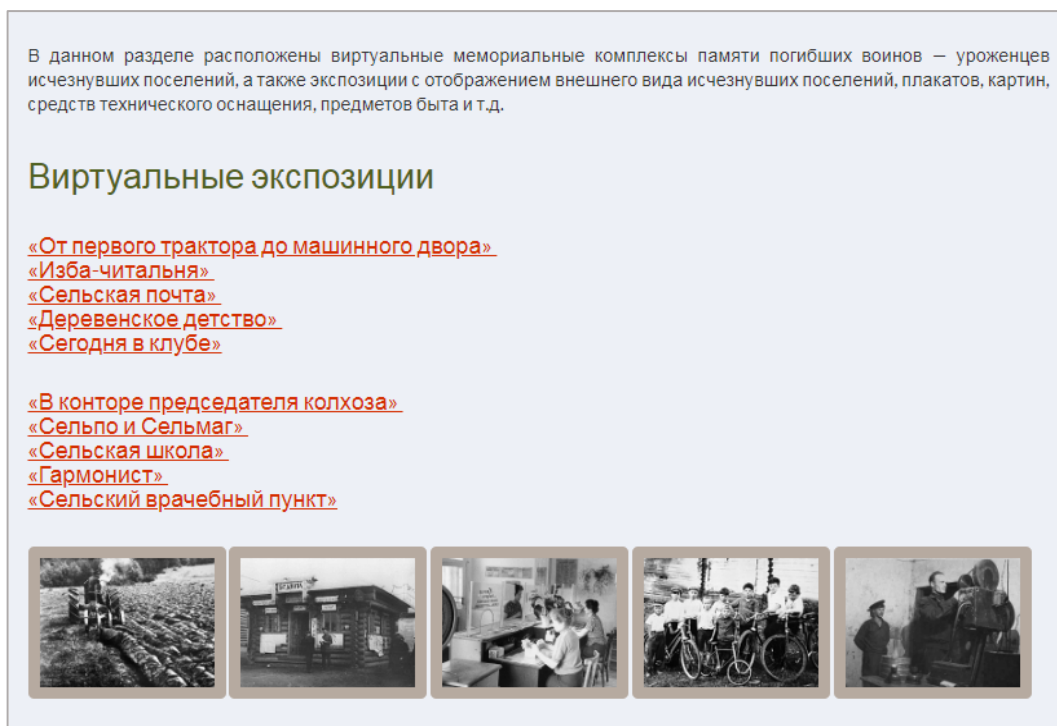 В данном разделе расположены виртуальные мемориальные комплексы памяти погибших воинов – уроженцев
исчезнувших поселений, а также экспозиции с отображением внешнего вида исчезнувших поселений, плакатов, картин,
средств технического оснащения, предметов быта и т.д.
Виртуальные экспозиции
«От первого трактора до машинного двора»
«Изба-читальня»
«Сельская почта»
«Деревенское детство»
«Сегодня в клубе»
«В конторе председателя колхоза»
«Сельпо и Сельмаг»
«Сельская школа»
«Гармонист»
«Сельский врачебный пункт»